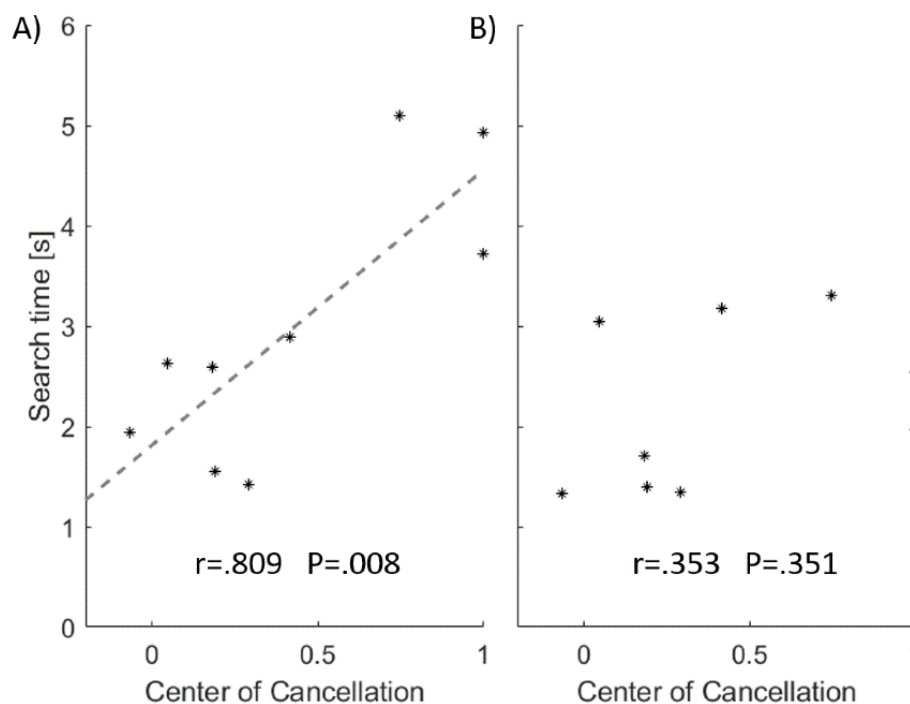 A)
B)
6
5
4
3
2
1
0
Search time [s]
r=.809 P=.008
r=.353 P=.351
0 0.5 1
0 0.5
Center of Cancellation
Center of Cancellation